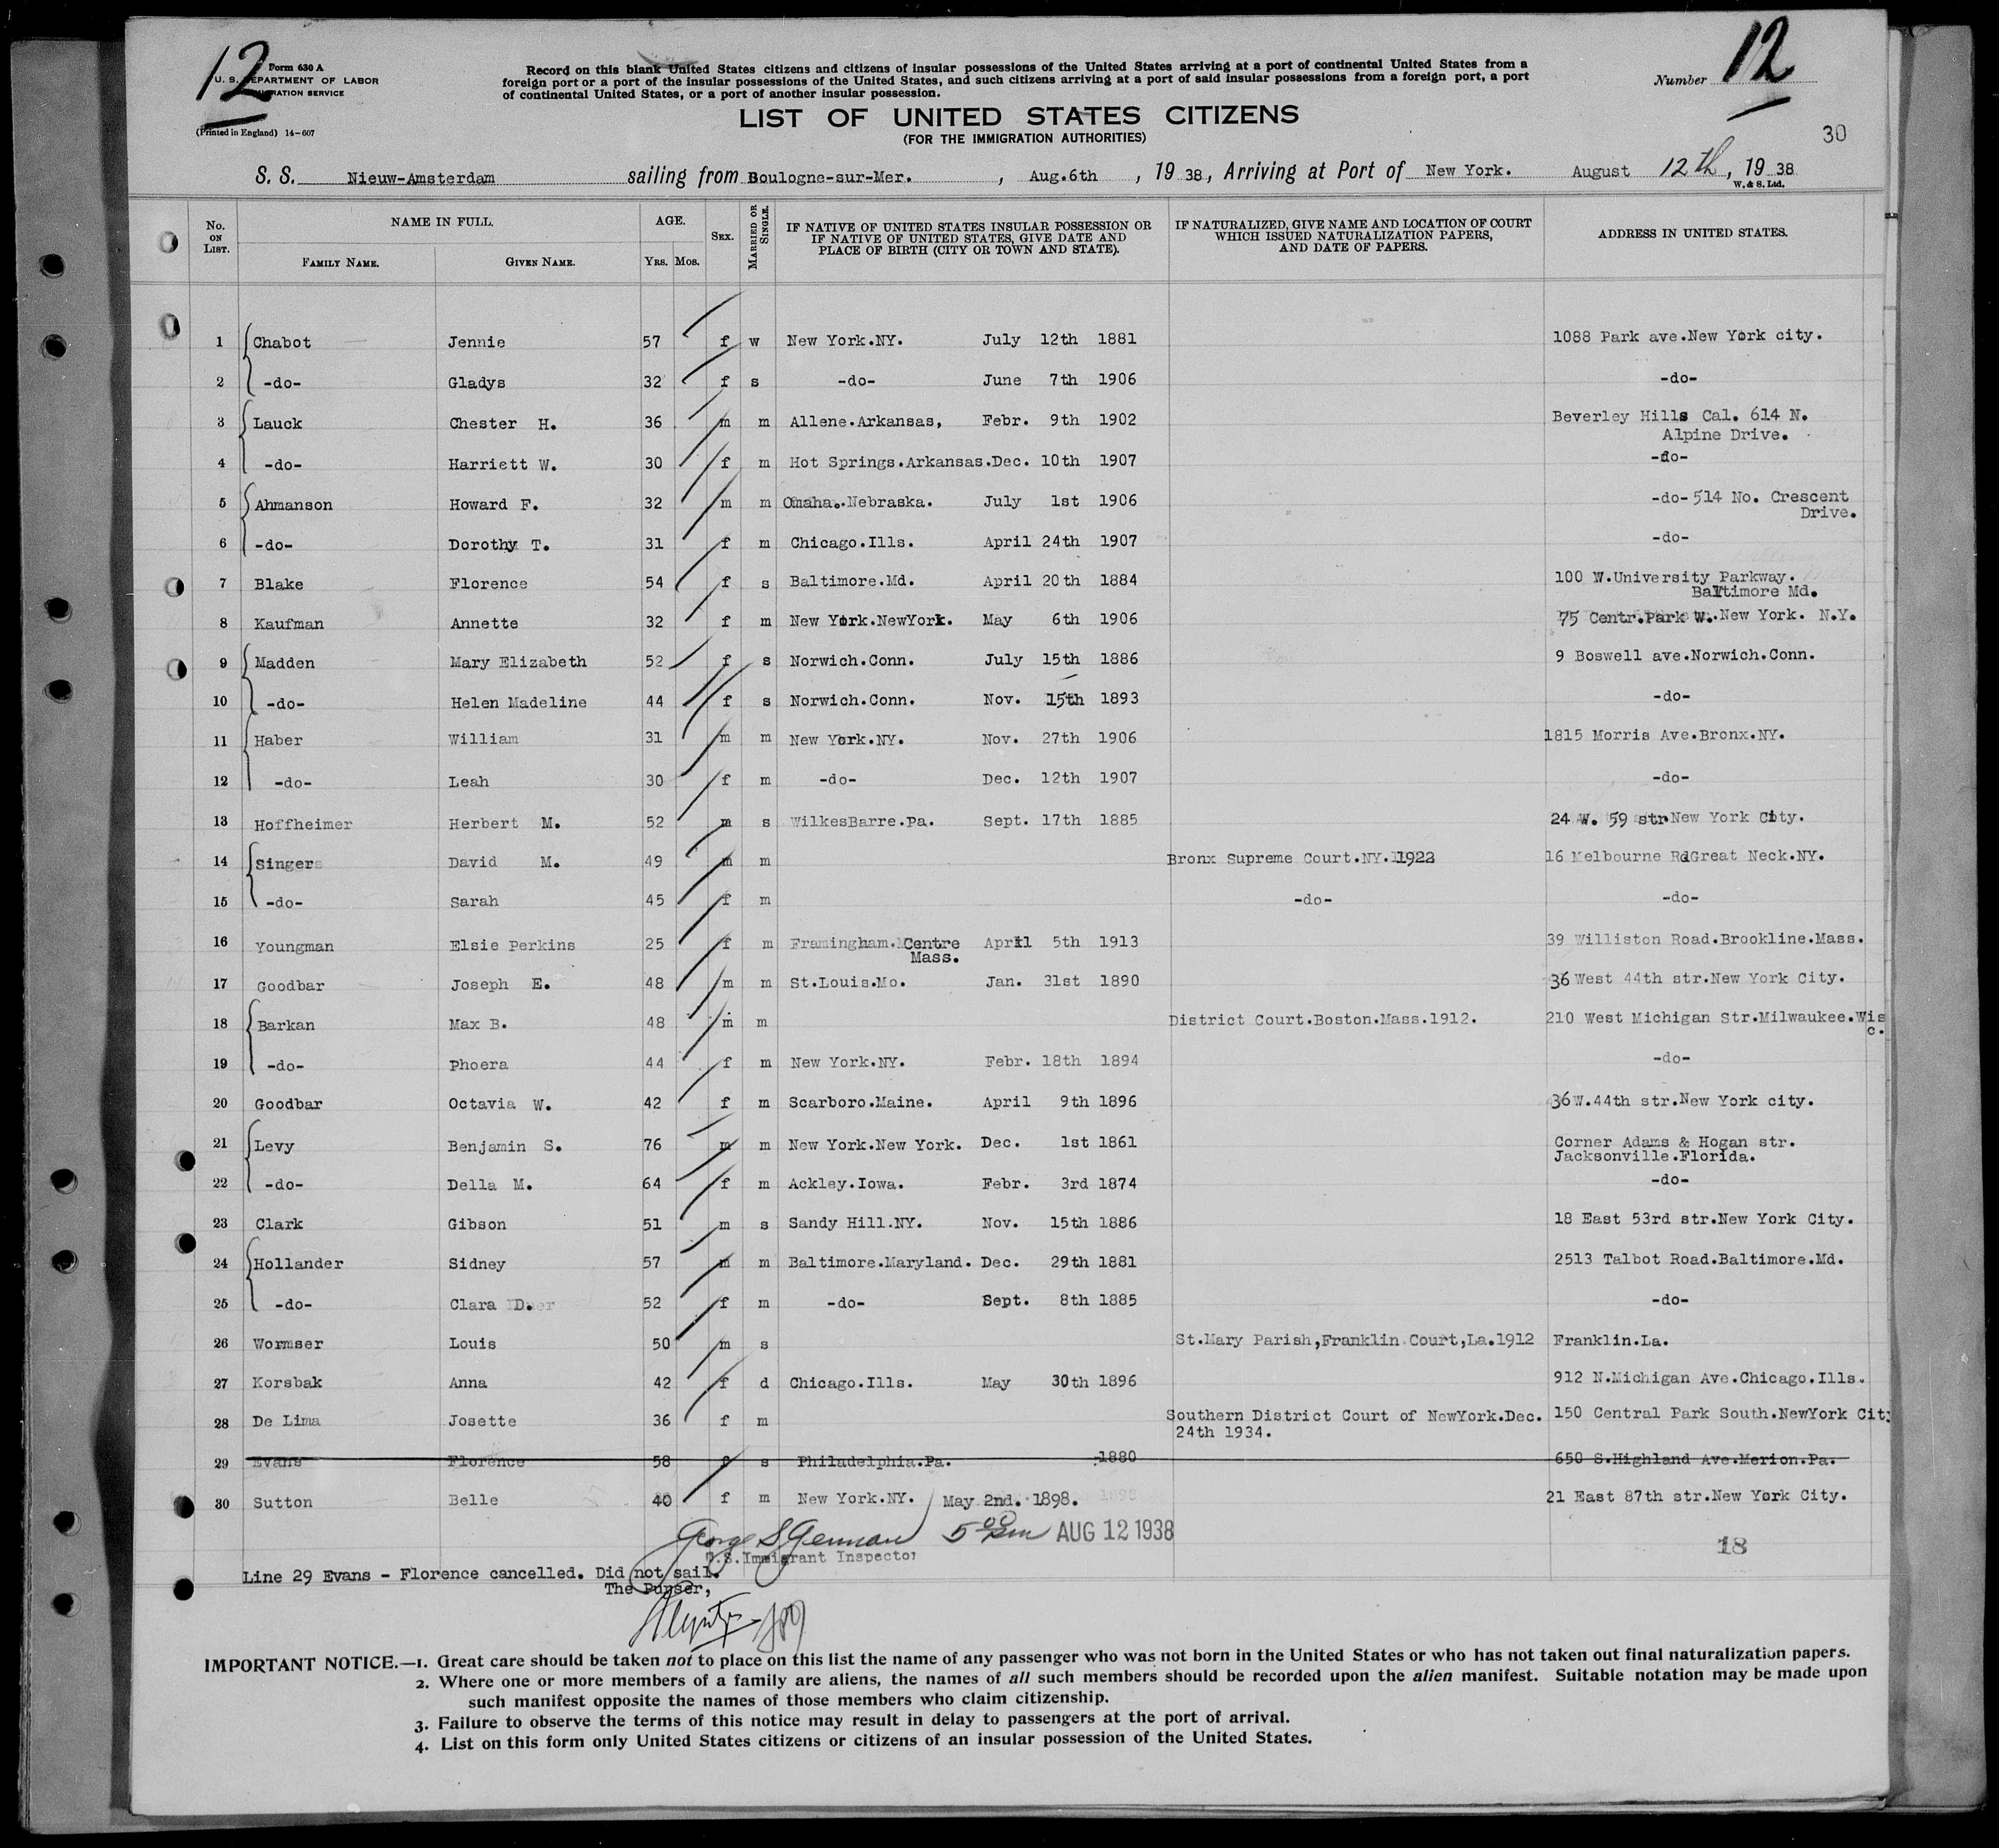 12
Form 630 A
U. S. DEPARTMENT OF LABOR
IMMIGRATION SERVICE
(Printed in England) 14-607
Record on this blank United States citizens and citizens of insular possessions of the United States arriving at a port of continental United States from a
foreign port or a port of the insular possessions of the United States, and such citizens arriving at a port of said insular possessions from a foreign port, a port
of continental United States, or a port of another insular possession.
Number 12
LIST OF UNITED STATES CITIZENS
(FOR THE IMMIGRATION AUTHORITIES)
30
S. S. Nieuw-Amsterdam sailing from Boulogne-sur-Mer. , Aug.6th , 19 38, Arriving at Port of New York. August 12th, 19 38
W. & S. Ltd.
No. ON LIST. NAME IN FULL. AGE. SEX. MARRIED OR SINGLE. IF NATIVE OF UNITED STATES INSULAR POSSESSION OR IF NATIVE OF UNITED STATES, GIVE DATE AND PLACE OF BIRTH (CITY OR TOWN AND STATE). IF NATURALIZED, GIVE NAME AND LOCATION OF COURT WHICH ISSUED NATURALIZATION PAPERS, AND DATE OF PAPERS. ADDRESS IN UNITED STATES.
FAMILY NAME. GIVEN NAME. YRS. MOS.
1 Chabot Jennie 57 f w New York.NY. July 12th 1881 1088 Park ave.New York city.
2 -do- Gladys 32 f s -do- June 7th 1906 -do-
3 Lauck Chester H. 36 m m Allene.Arkansas, Febr. 9th 1902 Beverley Hills Cal. 614 N.
Alpine Drive.
4 -do- Harriett W. 30 f m Hot Springs.Arkansas.Dec. 10th 1907 -do-
5 Ahmanson Howard F. 32 m m Omaha.Nebraska. July 1st 1906 -do- 514 No. Crescent
Drive.
6 -do- Dorothy T. 31 f m Chicago.Ills. April 24th 1907 -do-
7 Blake Florence 54 f s Baltimore.Md. April 20th 1884 100 W.University Parkway.
Baltimore Md.
8 Kaufman Annette 32 f m New York.NewYork. May 6th 1906 75 Centr.Park W..New York. N.Y.
9 Madden Mary Elizabeth 52 f s Norwich.Conn. July 15th 1886 9 Boswell ave.Norwich.Conn.
10 -do- Helen Madeline 44 f s Norwich.Conn. Nov. 15th 1893 -do-
11 Haber William 31 m m New York.NY. Nov. 27th 1906 1815 Morris Ave.Bronx.NY.
12 -do- Leah 30 f m -do- Dec. 12th 1907 -do-
13 Hoffheimer Herbert M. 52 m s WilkesBarre.Pa. Sept. 17th 1885 24 W. 59 str.New York City.
14 Singer David M. 49 m m Bronx Supreme Court.NY.1922 16 Melbourne Rd.Great Neck.NY.
15 -do- Sarah 45 f m -do- -do-
16 Youngman Elsie Perkins 25 f m Framingham.Centre April 5th 1913 39 Williston Road.Brookline.Mass.
Mass.
17 Goodbar Joseph E. 48 m m St.Louis.Mo. Jan. 31st 1890 36 West 44th str.New York City.
18 Barkan Max B. 48 m m District Court.Boston.Mass.1912. 210 West Michigan Str.Milwaukee.Wis
c.
19 -do- Phoera 44 f m New York.NY. Febr. 18th 1894 -do-
20 Goodbar Octavia W. 42 f m Scarboro.Maine. April 9th 1896 36 W.44th str.New York city.
21 Levy Benjamin S. 76 m m New York.New York. Dec. 1st 1861 Corner Adams & Hogan str.
Jacksonville.Florida.
22 -do- Della M. 64 f m Ackley.Iowa. Febr. 3rd 1874 -do-
23 Clark Gibson 51 m s Sandy Hill.NY. Nov. 15th 1886 18 East 53rd str.New York City.
24 Hollander Sidney 57 m m Baltimore.Maryland. Dec. 29th 1881 2513 Talbot Road.Baltimore.Md.
25 -do- Clara D. 52 f m -do- Sept. 8th 1885 -do-
26 Wormser Louis 50 m s St.Mary Parish,Franklin Court,La.1912 Franklin.La.
27 Korsbak Anna 42 f d Chicago.Ills. May 30th 1896 912 N.Michigan Ave.Chicago.Ills.
28 De Lima Josette 36 f m Southern District Court of NewYork.Dec. 150 Central Park South.NewYork City
24th 1934.
29 Evans Florence 58 f s Philadelphia.Pa. 1880 650 S.Highland Ave.Merion.Pa.
30 Sutton Belle 40 f m New York.NY. May 2nd. 1898. 21 East 87th str.New York City.
George S German 5 00 pm AUG 12 1938
U.S.Immigrant Inspector
18
Line 29 Evans - Florence cancelled. Did not sail.
The Purser,
IMPORTANT NOTICE.—1. Great care should be taken not to place on this list the name of any passenger who was not born in the United States or who has not taken out final naturalization papers.
2. Where one or more members of a family are aliens, the names of all such members should be recorded upon the alien manifest. Suitable notation may be made upon
such manifest opposite the names of those members who claim citizenship.
3. Failure to observe the terms of this notice may result in delay to passengers at the port of arrival.
4. List on this form only United States citizens or citizens of an insular possession of the United States.